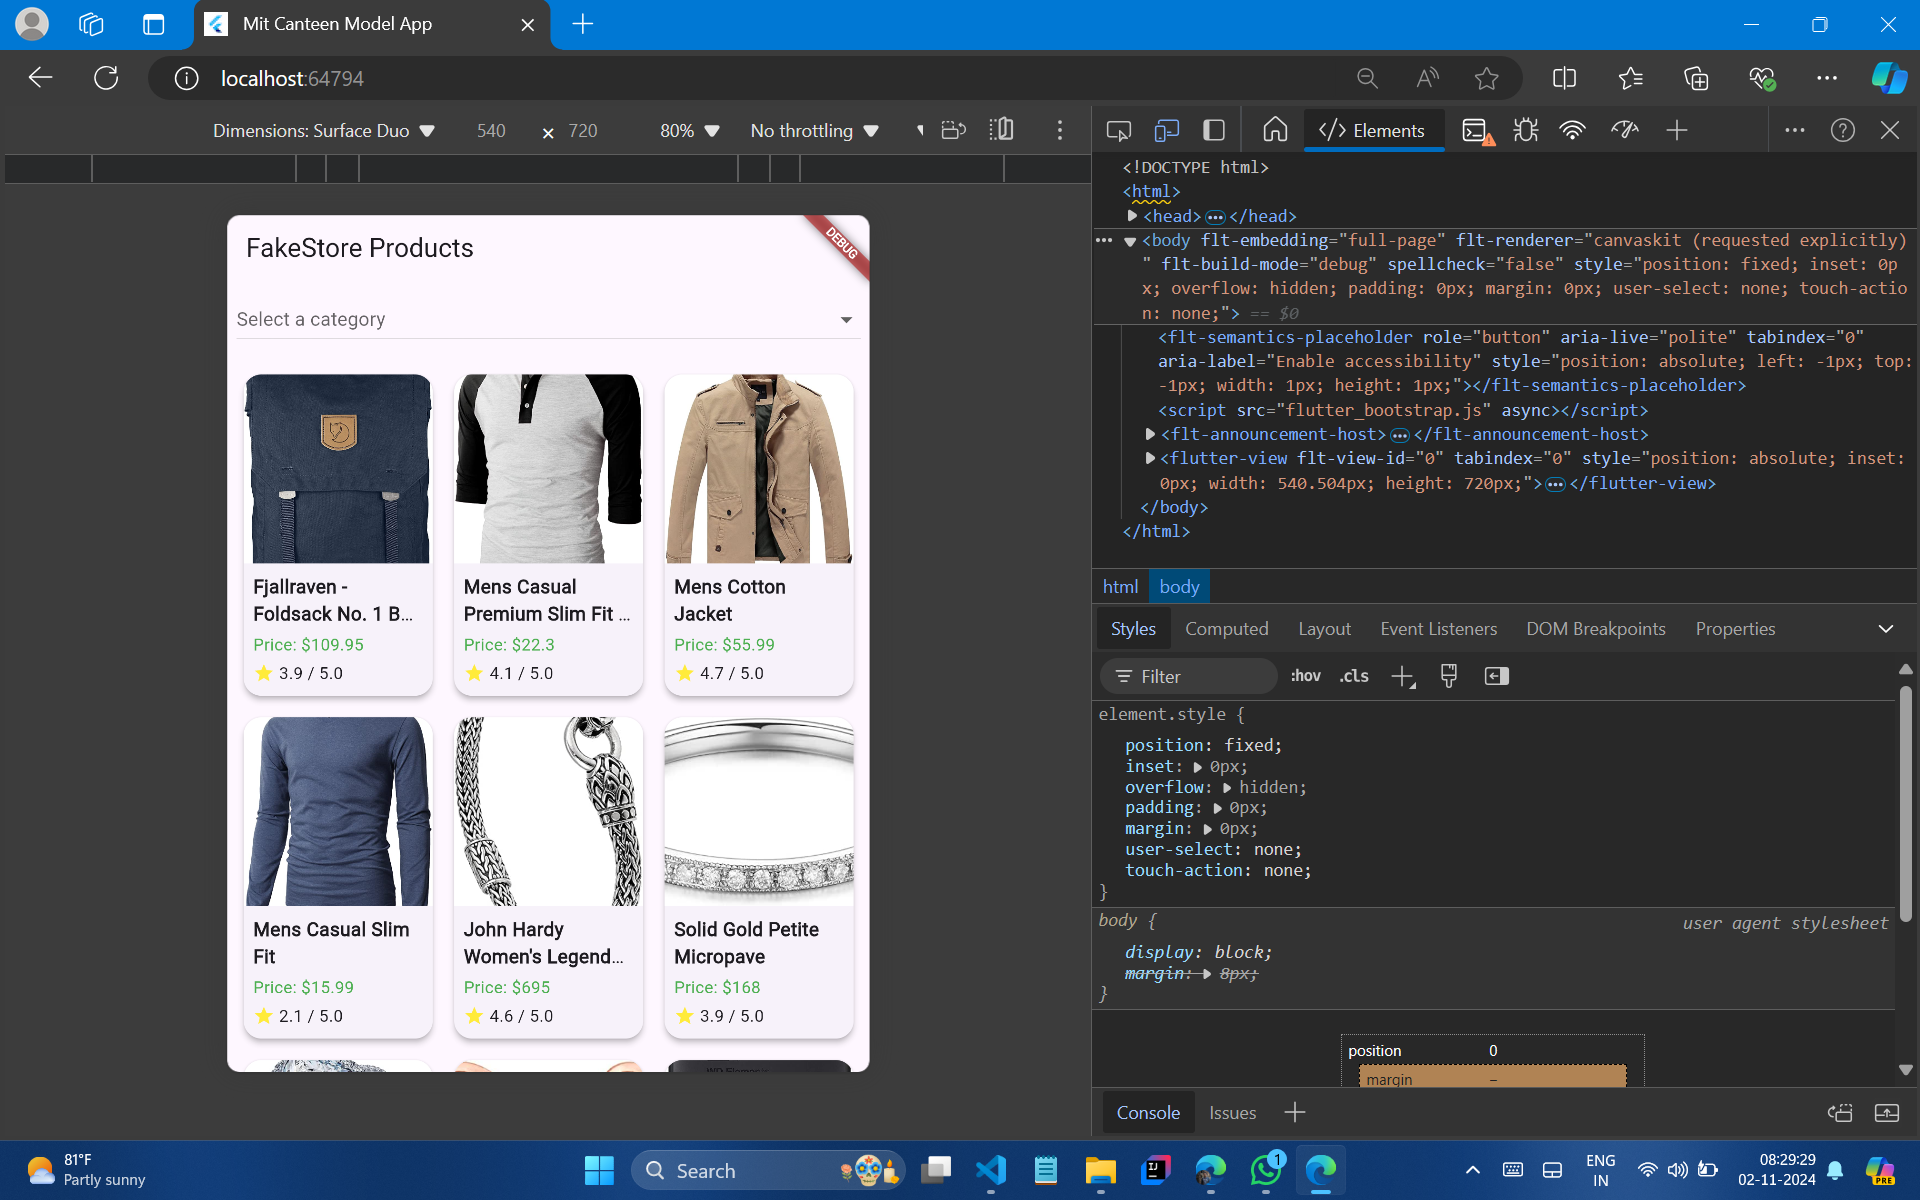 Mit Canteen Model App
localhost:64794
Dimensions: Surface Duo
540
×
720
80%
No throttling
FakeStore Products
DEBUG
Select a category
Fjallraven -
Foldsack No. 1 B...
Price: $109.95
3.9 / 5.0
Mens Casual
Premium Slim Fit ...
Price: $22.3
4.1 / 5.0
Mens Cotton
Jacket
Price: $55.99
4.7 / 5.0
Mens Casual Slim
Fit
Price: $15.99
2.1 / 5.0
John Hardy
Women's Legend...
Price: $695
4.6 / 5.0
Solid Gold Petite
Micropave
Price: $168
3.9 / 5.0
</> Elements
<!DOCTYPE html>
<html>
<head>…</head>
<body flt-embedding="full-page" flt-renderer="canvaskit (requested explicitly)
" flt-build-mode="debug" spellcheck="false" style="position: fixed; inset: 0p
x; overflow: hidden; padding: 0px; margin: 0px; user-select: none; touch-actio
n: none;"> == $0
<flt-semantics-placeholder role="button" aria-live="polite" tabindex="0"
aria-label="Enable accessibility" style="position: absolute; left: -1px; top:
-1px; width: 1px; height: 1px;"></flt-semantics-placeholder>
<script src="flutter_bootstrap.js" async></script>
<flt-announcement-host>…</flt-announcement-host>
<flutter-view flt-view-id="0" tabindex="0" style="position: absolute; inset:
0px; width: 540.504px; height: 720px;">…</flutter-view>
</body>
</html>
html
body
Styles
Computed
Layout
Event Listeners
DOM Breakpoints
Properties
Filter
:hov
.cls
element.style {
position: fixed;
inset: 0px;
overflow: hidden;
padding: 0px;
margin: 0px;
user-select: none;
touch-action: none;
}
body {
user agent stylesheet
display: block;
margin: 8px;
}
position
0
margin
–
Console
Issues
81°F
Partly sunny
Search
1
ENG
IN
08:29:29
02-11-2024
PRE